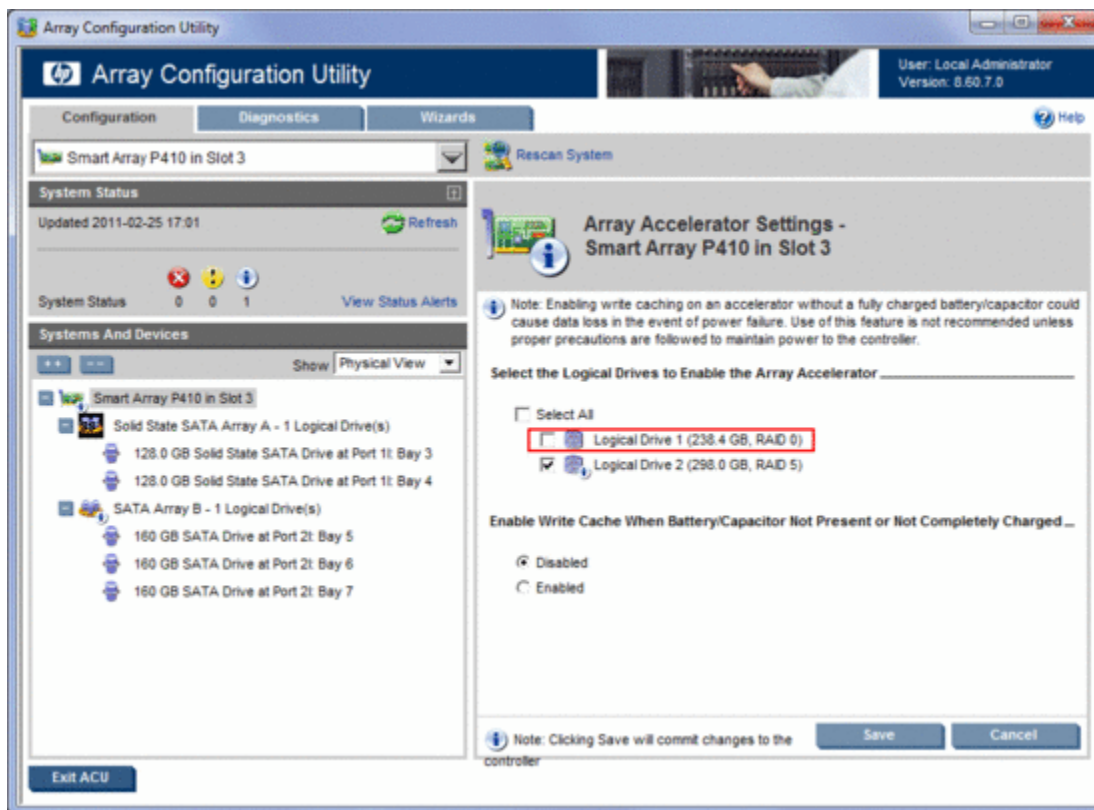 Array Configuration Utility
hp Array Configuration Utility
User: Local Administrator
Version: 8.60.7.0
Configuration
Diagnostics
Wizards
Help
Smart Array P410 in Slot 3
Rescan System
System Status
Updated 2011-02-25 17:01
Refresh
System Status 0 0 1
View Status Alerts
Systems And Devices
Show Physical View
Smart Array P410 in Slot 3
Solid State SATA Array A - 1 Logical Drive(s)
128.0 GB Solid State SATA Drive at Port 1I: Bay 3
128.0 GB Solid State SATA Drive at Port 1I: Bay 4
SATA Array B - 1 Logical Drive(s)
160 GB SATA Drive at Port 2I: Bay 5
160 GB SATA Drive at Port 2I: Bay 6
160 GB SATA Drive at Port 2I: Bay 7
Exit ACU
Array Accelerator Settings -
Smart Array P410 in Slot 3
Note: Enabling write caching on an accelerator without a fully charged battery/capacitor could
cause data loss in the event of power failure. Use of this feature is not recommended unless
proper precautions are followed to maintain power to the controller.
Select the Logical Drives to Enable the Array Accelerator
Select All
Logical Drive 1 (238.4 GB, RAID 0)
Logical Drive 2 (298.0 GB, RAID 5)
Enable Write Cache When Battery/Capacitor Not Present or Not Completely Charged
Disabled
Enabled
Note: Clicking Save will commit changes to the
controller
Save
Cancel